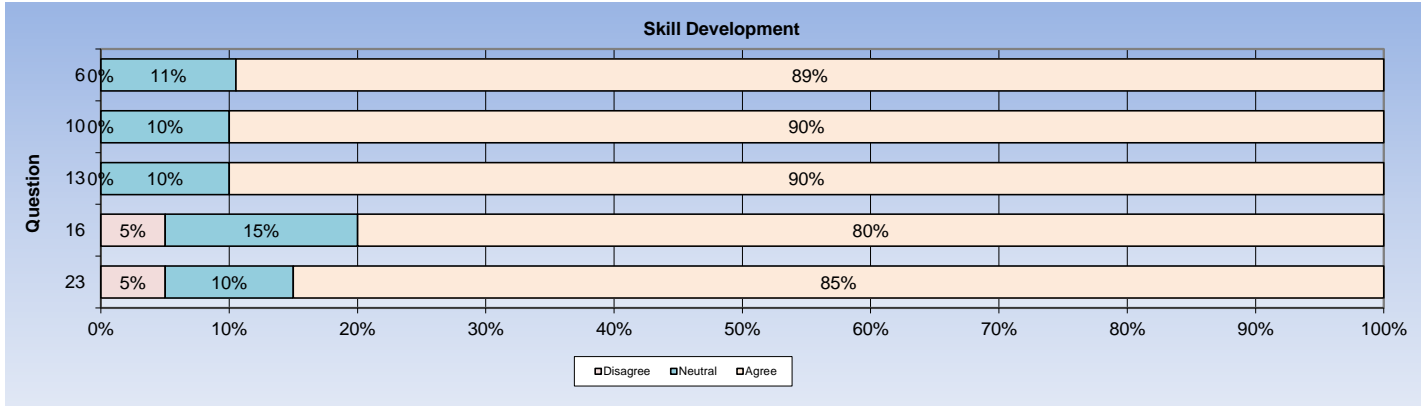 Skill Development
6 0% 11% 89%
10 0% 10% 90%
13 0% 10% 90%
16 5% 15% 80%
23 5% 10% 85%
Question
0% 10% 20% 30% 40% 50% 60% 70% 80% 90% 100%
Disagree Neutral Agree